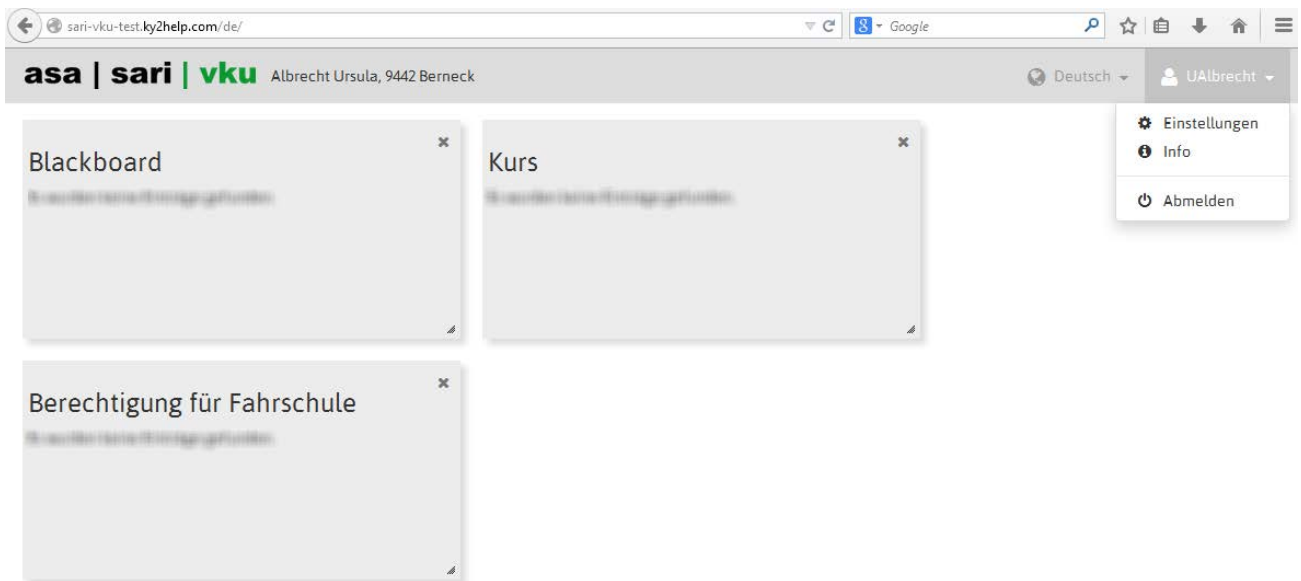 sari-vku-test.ky2help.com/de/
8 Google
asa | sari | vku Albrecht Ursula, 9442 Berneck
Deutsch
UAlbrecht
Einstellungen
Info
Abmelden
Blackboard
Kurs
Berechtigung für Fahrschule